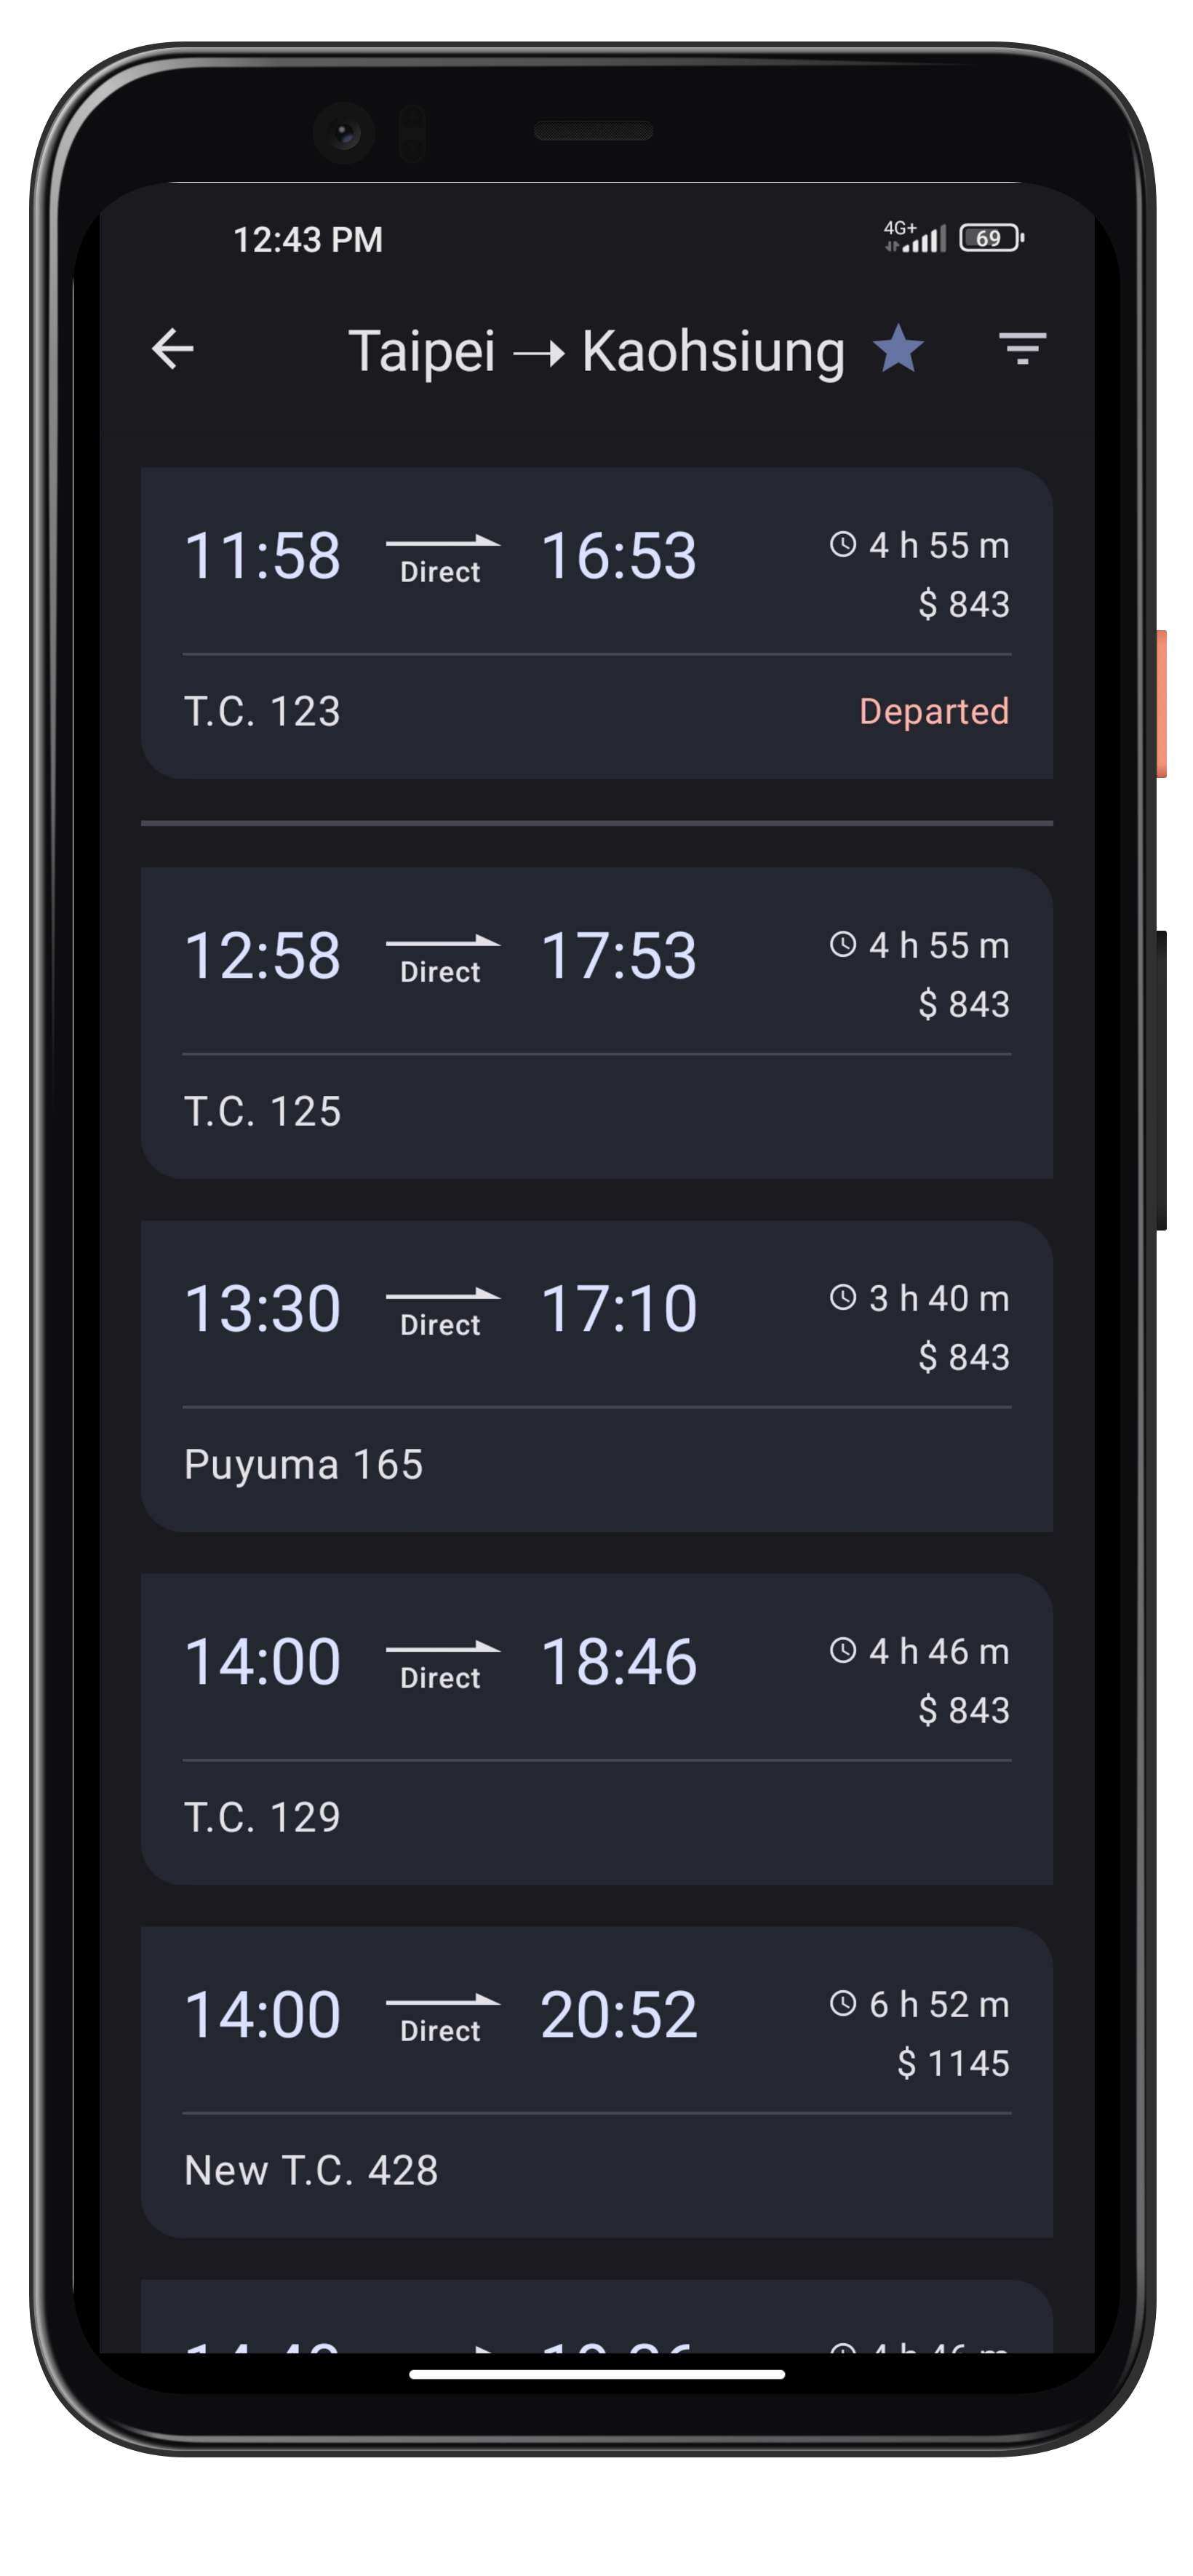 12:43 PM 4G+ 69
Taipei → Kaohsiung
11:58 Direct 16:53 4 h 55 m
$ 843
T.C. 123 Departed
12:58 Direct 17:53 4 h 55 m
$ 843
T.C. 125
13:30 Direct 17:10 3 h 40 m
$ 843
Puyuma 165
14:00 Direct 18:46 4 h 46 m
$ 843
T.C. 129
14:00 Direct 20:52 6 h 52 m
$ 1145
New T.C. 428